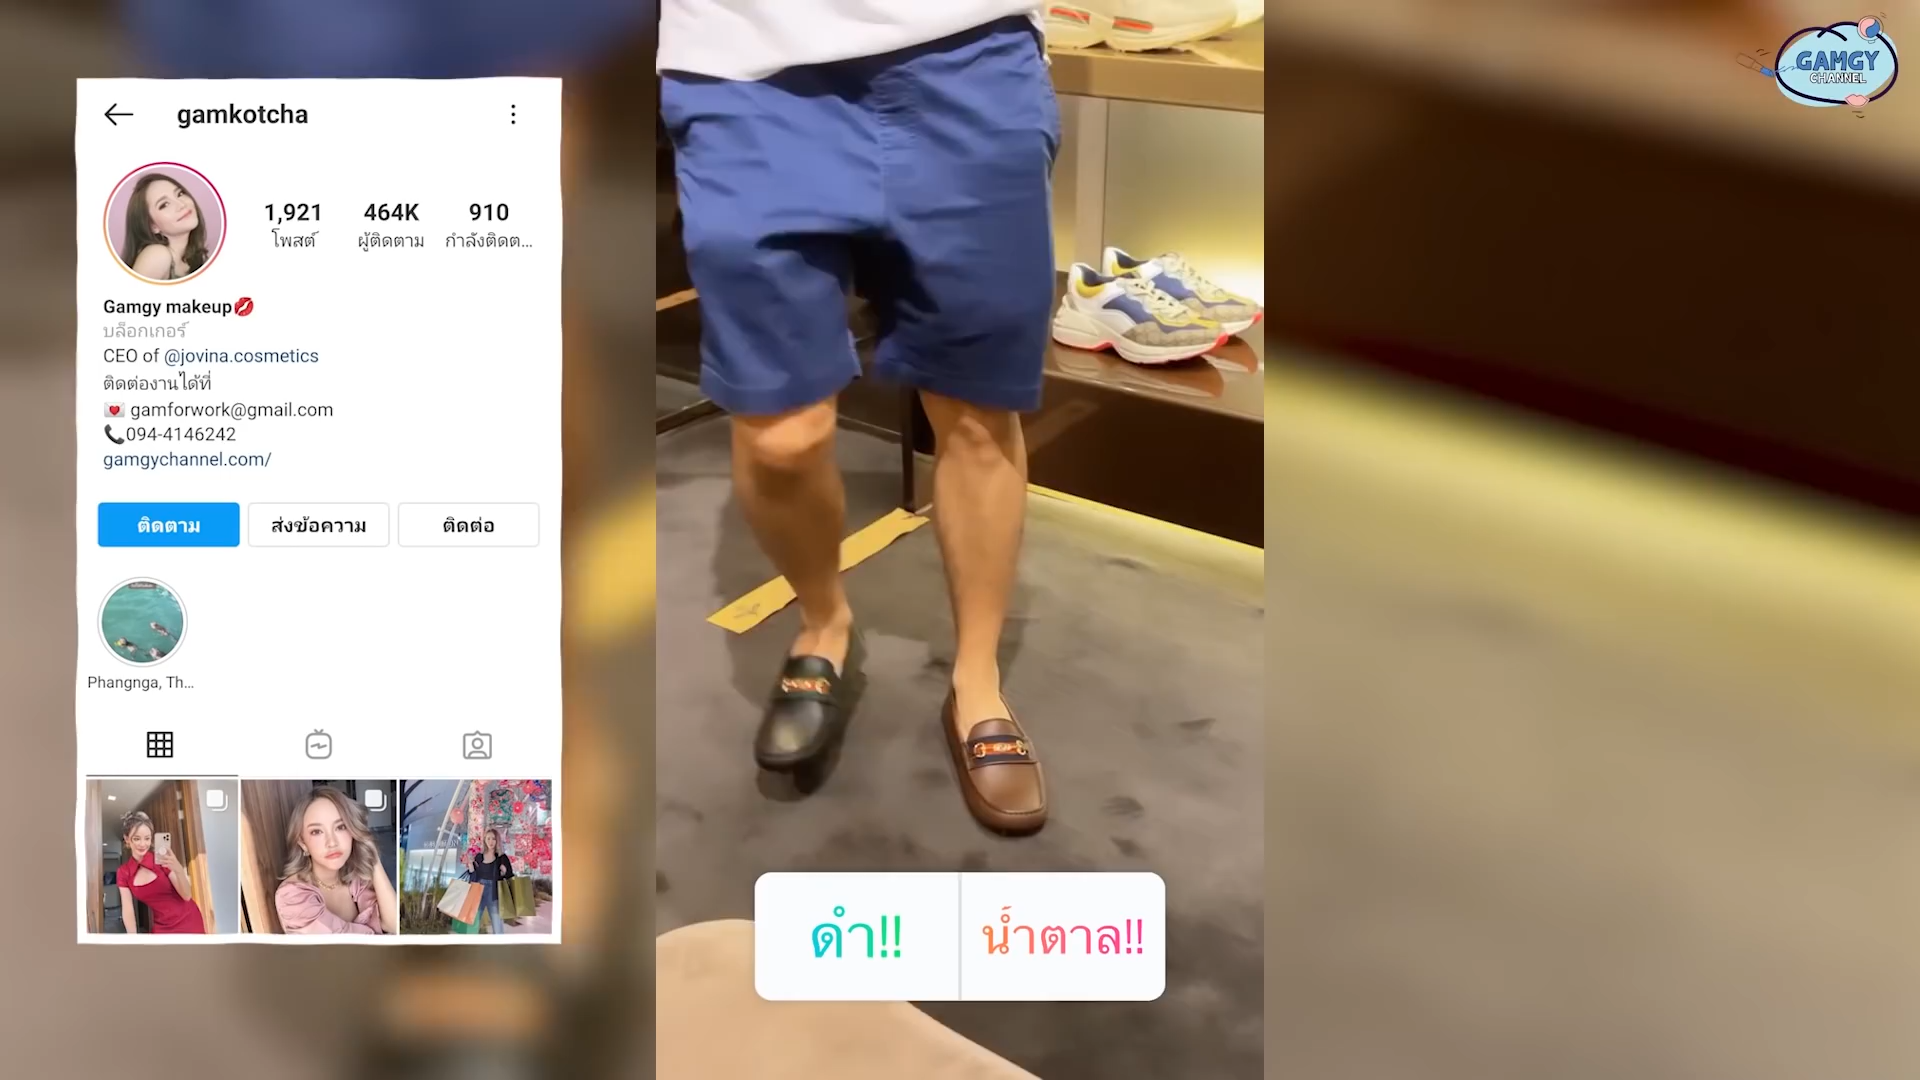 gamkotcha
1,921
464K
910
โพสต์
ผู้ติดตาม
กำลังติดต...
Gamgy makeup💋
บล็อกเกอร์
CEO of @jovina.cosmetics
ติดต่องานได้ที่
💌 gamforwork@gmail.com
📞094-4146242
gamgychannel.com/
ติดตาม
ส่งข้อความ
ติดต่อ
Phangnga, Th...
ดำ!!
น้ำตาล!!
GAMGY
CHANNEL